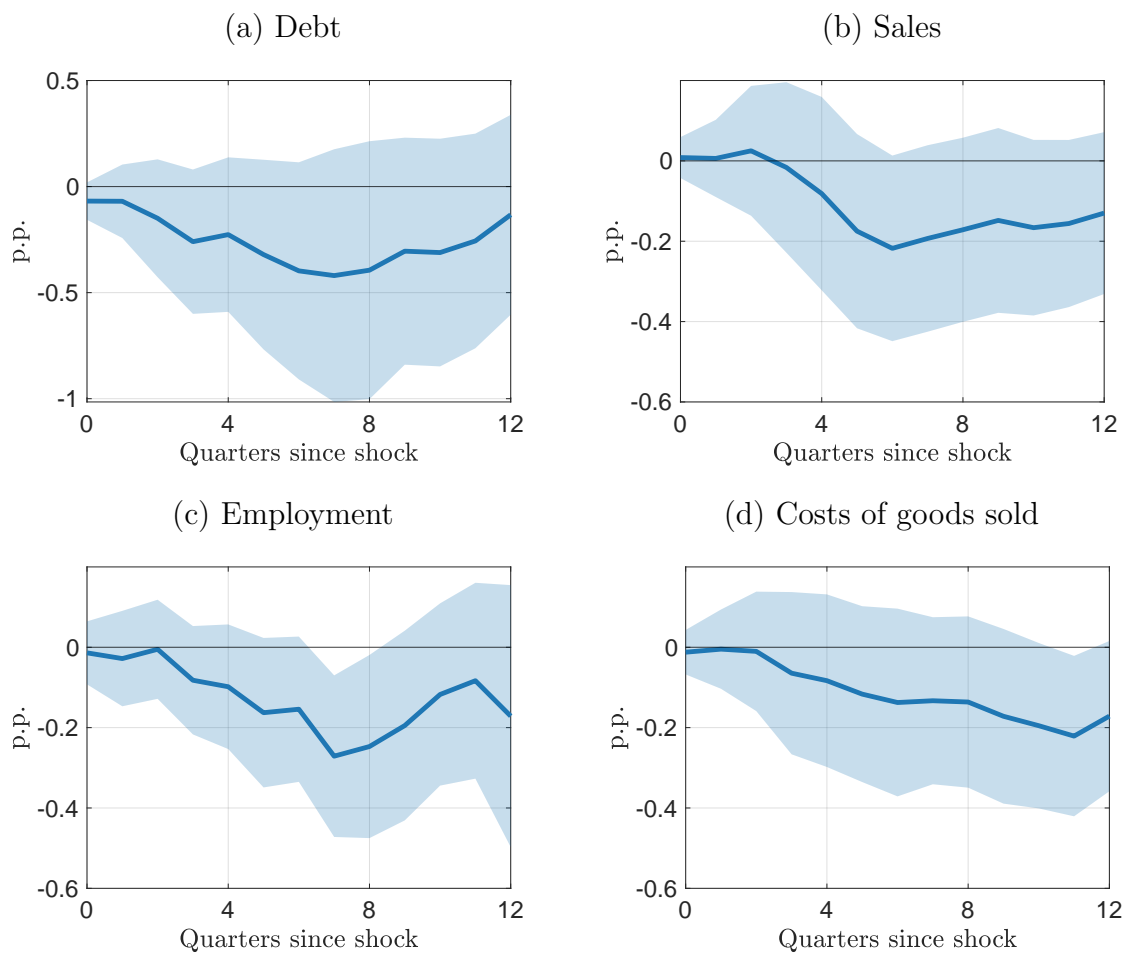 (a) Debt
0.5
0
-0.5
-1
p.p.
0 4 8 12
Quarters since shock
(b) Sales
0
-0.2
-0.4
-0.6
p.p.
0 4 8 12
Quarters since shock
(c) Employment
0
-0.2
-0.4
-0.6
p.p.
0 4 8 12
Quarters since shock
(d) Costs of goods sold
0
-0.2
-0.4
-0.6
p.p.
0 4 8 12
Quarters since shock